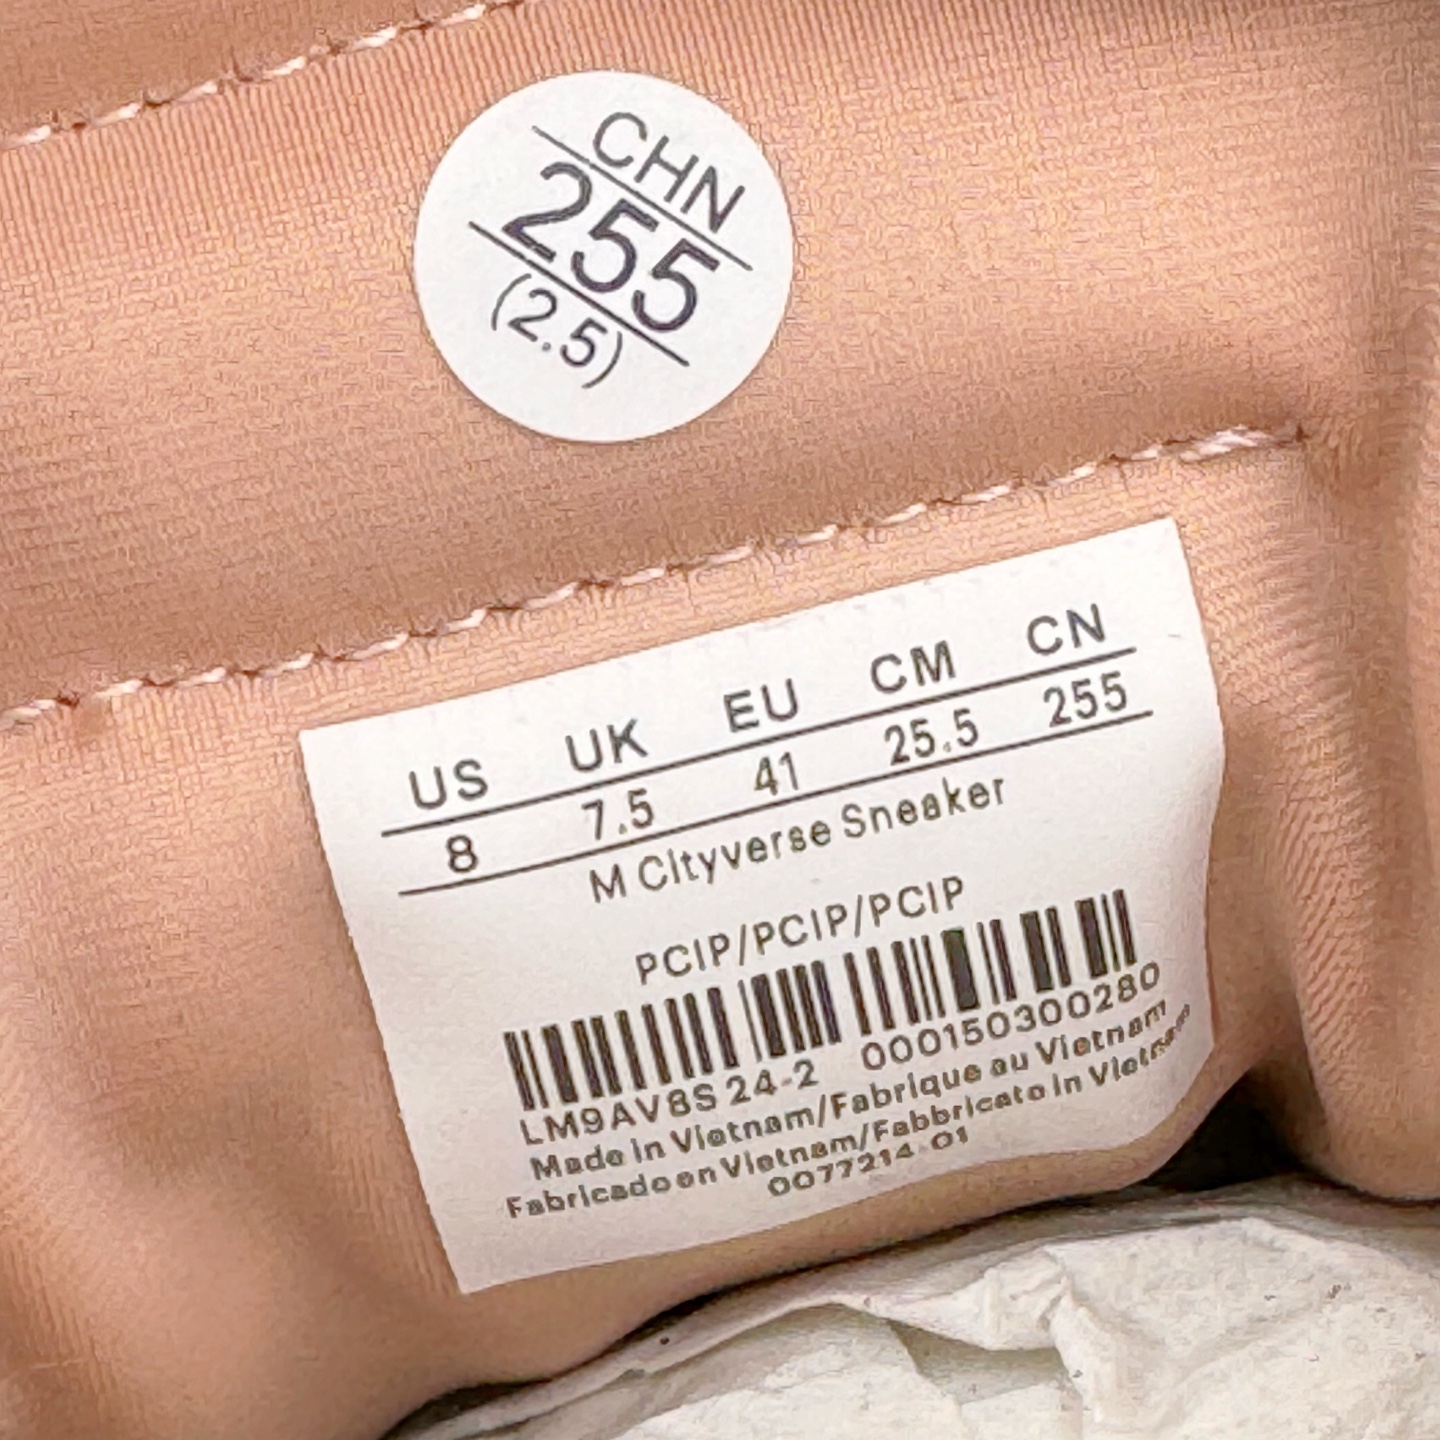 CHN
255
(2.5)
US UK EU CM CN
8 7.5 41 25.5 255
M Cityverse Sneaker
PCIP/PCIP/PCIP
LM9AV8S 24-2 000150300280
Made in Vietnam/Fabrique au Vietnam
Fabricado en Vietnam/Fabbricato in Vietnam
0077214-01